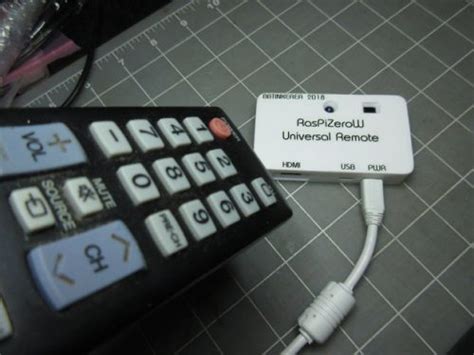 BBTINKERER 2018
RasPiZeroW
Universal Remote
HDMI USB PWR
VOL +
MUTE
SOURCE
CH
PRE-CH
- 7 4 1
0 8 5 2
9 6 3